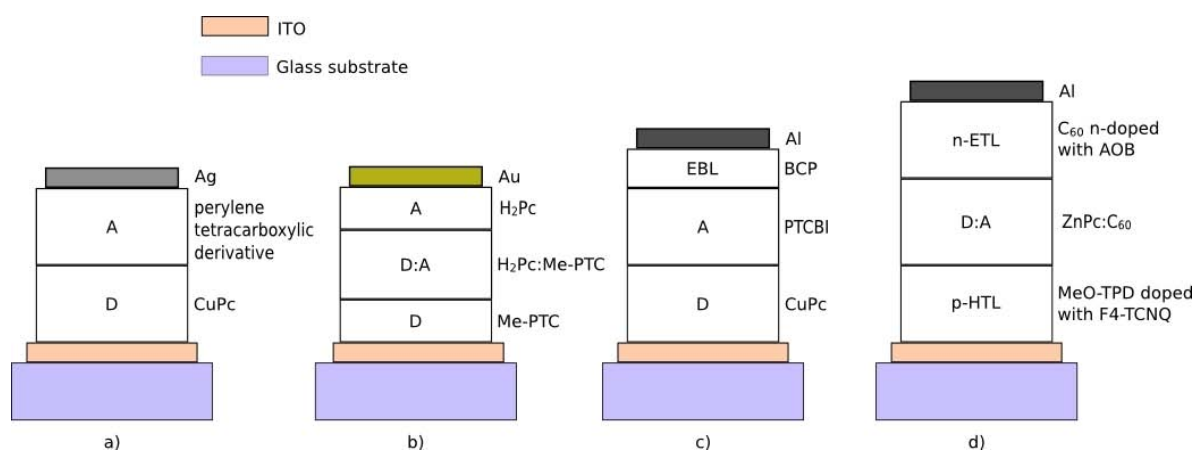 ITO
Glass substrate
Ag
A
perylene
tetracarboxylic
derivative
D
CuPc
a)
Au
A
H₂Pc
D:A
H₂Pc:Me-PTC
D
Me-PTC
b)
Al
EBL
BCP
A
PTCBI
D
CuPc
c)
Al
n-ETL
C₆₀ n-doped
with AOB
D:A
ZnPc:C₆₀
p-HTL
MeO-TPD doped
with F4-TCNQ
d)